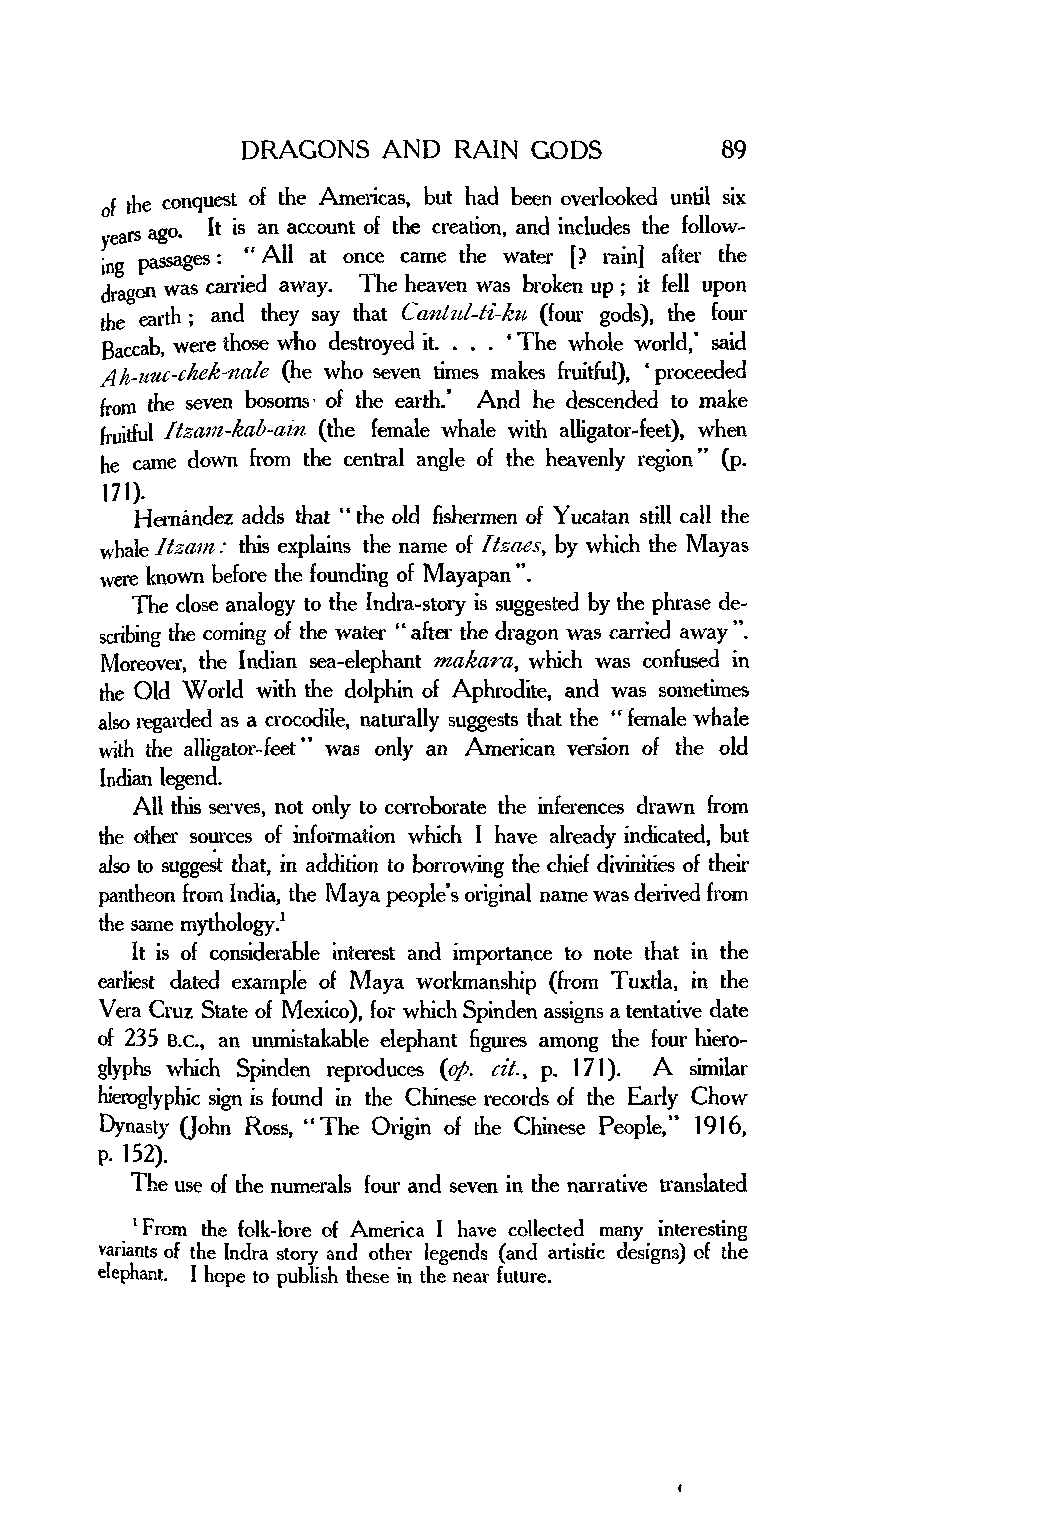 DRAGONS AND RAIN GODS 89
of the conquest of the Americas, but had been overlooked until six
years ago. It is an account of the creation, and includes the follow-
ing passages: "All at once came the water [? rain] after the
dragon was carried away. The heaven was broken up; it fell upon
the earth; and they say that Cantul-ti-ku (four gods), the four
Baccab, were those who destroyed it. . . . 'The whole world,' said
Ah-uuc-chek-nale (he who seven times makes fruitful), 'proceeded
from the seven bosoms of the earth.' And he descended to make
fruitful Itzam-kab-ain (the female whale with alligator-feet), when
he came down from the central angle of the heavenly region" (p.
171).
Hernández adds that "the old fishermen of Yucatan still call the
whale Itzam: this explains the name of Itzaes, by which the Mayas
were known before the founding of Mayapan".
The close analogy to the Indra-story is suggested by the phrase de-
scribing the coming of the water "after the dragon was carried away".
Moreover, the Indian sea-elephant makara, which was confused in
the Old World with the dolphin of Aphrodite, and was sometimes
also regarded as a crocodile, naturally suggests that the "female whale
with the alligator-feet" was only an American version of the old
Indian legend.
All this serves, not only to corroborate the inferences drawn from
the other sources of information which I have already indicated, but
also to suggest that, in addition to borrowing the chief divinities of their
pantheon from India, the Maya people's original name was derived from
the same mythology.¹
It is of considerable interest and importance to note that in the
earliest dated example of Maya workmanship (from Tuxtla, in the
Vera Cruz State of Mexico), for which Spinden assigns a tentative date
of 235 B.C., an unmistakable elephant figures among the four hiero-
glyphs which Spinden reproduces (op. cit., p. 171). A similar
hieroglyphic sign is found in the Chinese records of the Early Chow
Dynasty (John Ross, "The Origin of the Chinese People," 1916,
p. 152).
The use of the numerals four and seven in the narrative translated
¹ From the folk-lore of America I have collected many interesting
variants of the Indra story and other legends (and artistic designs) of the
elephant. I hope to publish these in the near future.